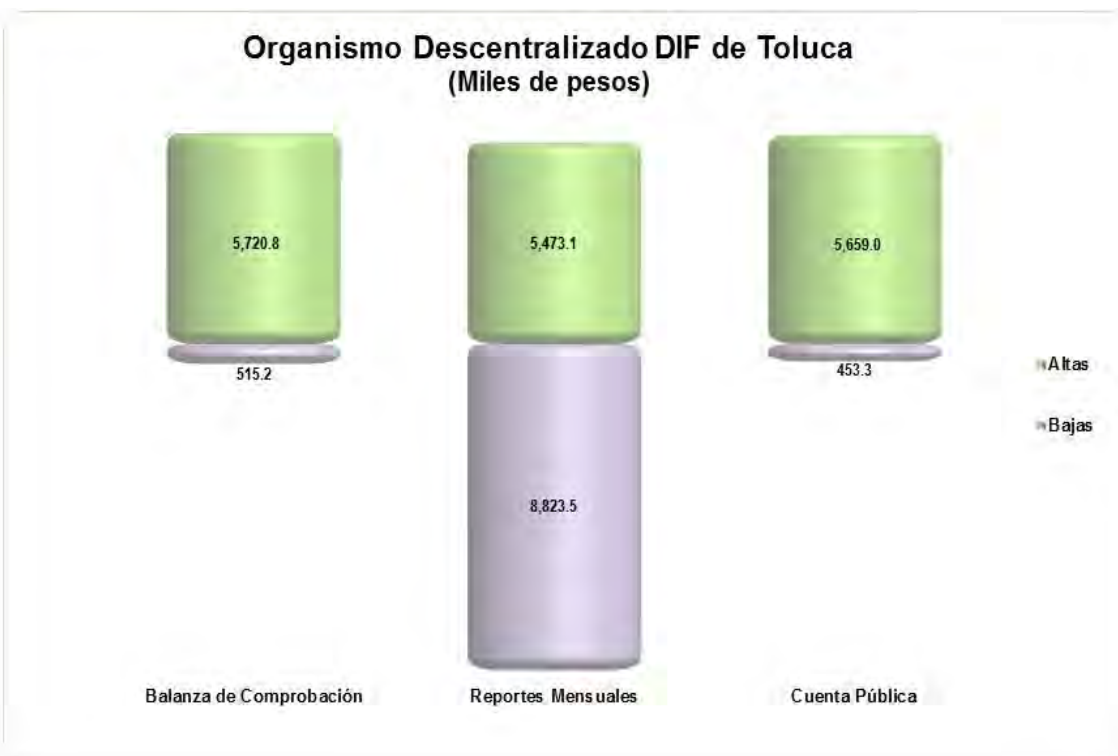 Organismo Descentralizado DIF de Toluca
(Miles de pesos)
5,720.8
5,473.1
5,659.0
515.2
453.3
Altas
Bajas
8,823.5
Balanza de Comprobación
Reportes Mensuales
Cuenta Pública